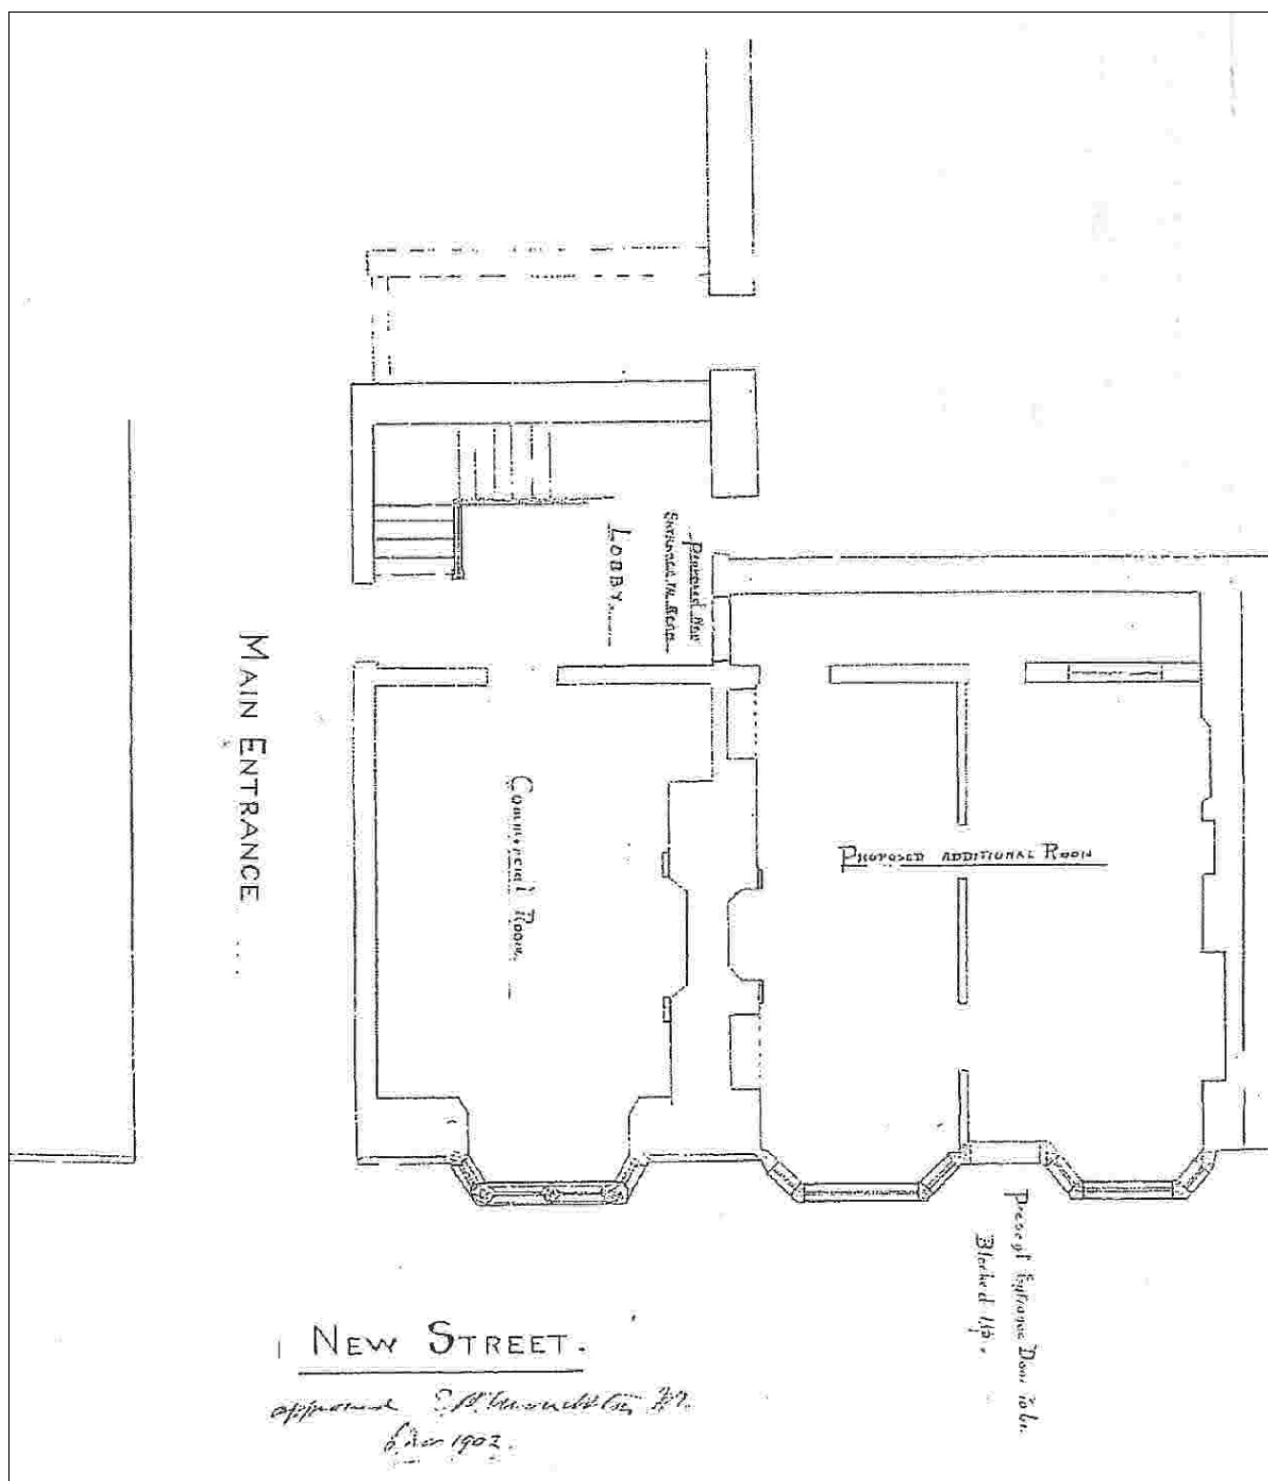 Proposed New
Entrance to Room
LOBBY
MAIN ENTRANCE ...
Commercial Room
PROPOSED ADDITIONAL ROOM
Present Entrance Door to be
Blocked Up.
NEW STREET.
approved
1902.